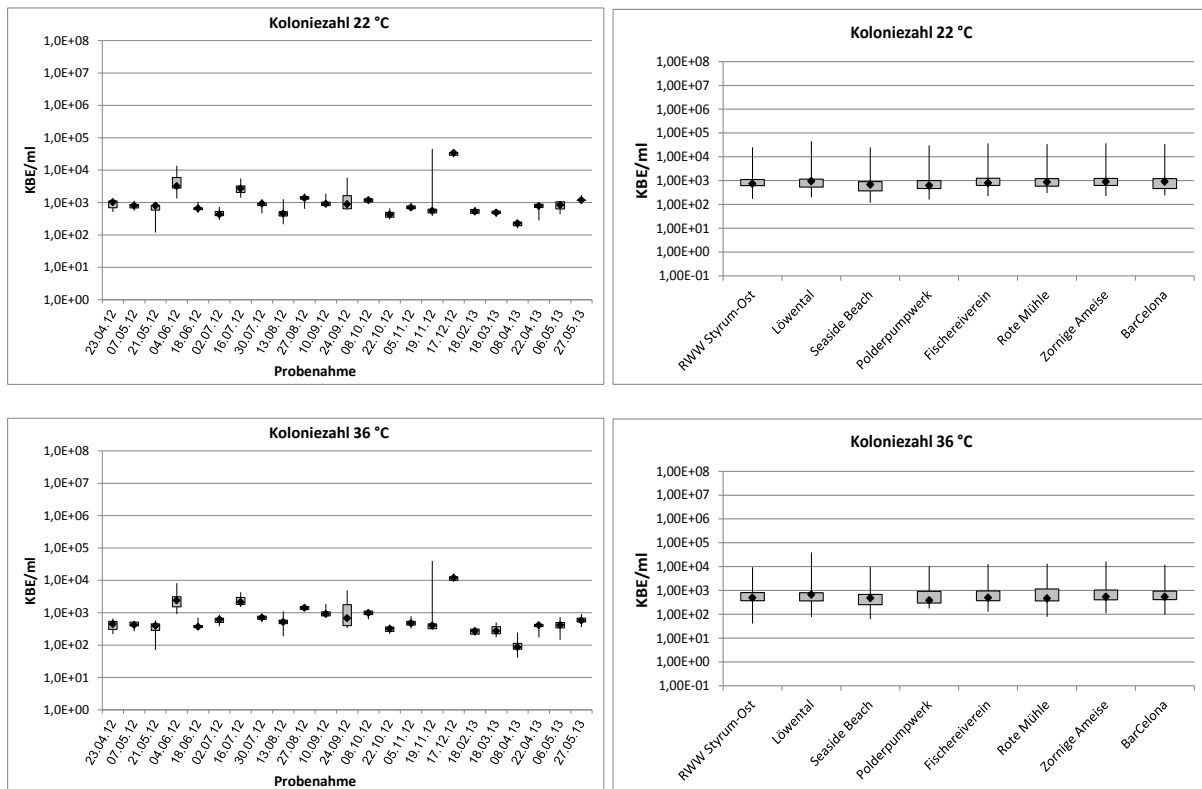 Koloniezahl 22 °C
1,0E+08
1,0E+07
1,0E+06
1,0E+05
1,0E+04
1,0E+03
1,0E+02
1,0E+01
1,0E+00
KBE/ml
23.04.12
07.05.12
21.05.12
04.06.12
18.06.12
02.07.12
16.07.12
30.07.12
13.08.12
27.08.12
10.09.12
24.09.12
08.10.12
22.10.12
05.11.12
19.11.12
17.12.12
18.02.13
18.03.13
08.04.13
22.04.13
06.05.13
27.05.13
Probenahme
Koloniezahl 22 °C
1,00E+08
1,00E+07
1,00E+06
1,00E+05
1,00E+04
1,00E+03
1,00E+02
1,00E+01
1,00E+00
1,00E-01
KBE/ml
RWW Styrum-Ost
Löwental
Seaside Beach
Polderpumpwerk
Fischereiverein
Rote Mühle
Zornige Ameise
BarCelona
Koloniezahl 36 °C
1,0E+08
1,0E+07
1,0E+06
1,0E+05
1,0E+04
1,0E+03
1,0E+02
1,0E+01
1,0E+00
KBE/ml
23.04.12
07.05.12
21.05.12
04.06.12
18.06.12
02.07.12
16.07.12
30.07.12
13.08.12
27.08.12
10.09.12
24.09.12
08.10.12
22.10.12
05.11.12
19.11.12
17.12.12
18.02.13
18.03.13
08.04.13
22.04.13
06.05.13
27.05.13
Probenahme
Koloniezahl 36 °C
1,00E+08
1,00E+07
1,00E+06
1,00E+05
1,00E+04
1,00E+03
1,00E+02
1,00E+01
1,00E+00
1,00E-01
KBE/ml
RWW Styrum-Ost
Löwental
Seaside Beach
Polderpumpwerk
Fischereiverein
Rote Mühle
Zornige Ameise
BarCelona